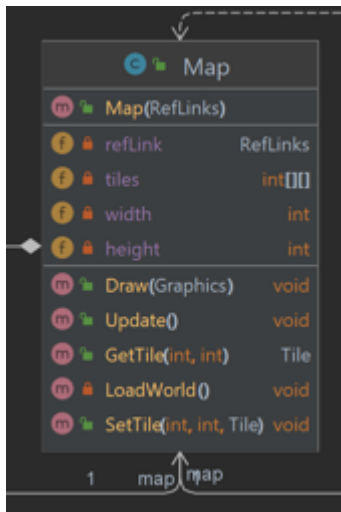 Map
Map(RefLinks)
refLink RefLinks
tiles int[][]
width int
height int
Draw(Graphics) void
Update() void
GetTile(int, int) Tile
LoadWorld() void
SetTile(int, int, Tile) void
1 map map